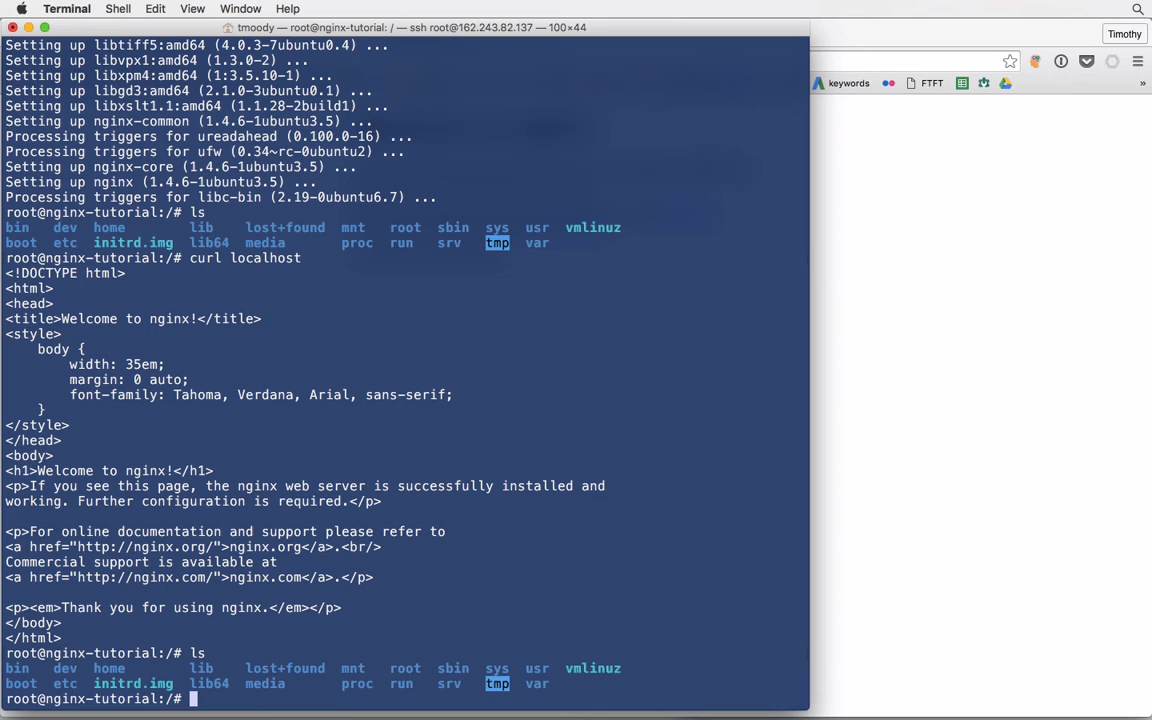 Terminal Shell Edit View Window Help
tmoody — root@nginx-tutorial: / — ssh root@162.243.82.137 — 100×44
Timothy
keywords FTFT »
Setting up libtiff5:amd64 (4.0.3-7ubuntu0.4) ...
Setting up libvpx1:amd64 (1.3.0-2) ...
Setting up libxpm4:amd64 (1:3.5.10-1) ...
Setting up libgd3:amd64 (2.1.0-3ubuntu0.1) ...
Setting up libxslt1.1:amd64 (1.1.28-2build1) ...
Setting up nginx-common (1.4.6-1ubuntu3.5) ...
Processing triggers for ureadahead (0.100.0-16) ...
Processing triggers for ufw (0.34~rc-0ubuntu2) ...
Setting up nginx-core (1.4.6-1ubuntu3.5) ...
Setting up nginx (1.4.6-1ubuntu3.5) ...
Processing triggers for libc-bin (2.19-0ubuntu6.7) ...
root@nginx-tutorial:/# ls
bin dev home lib lost+found mnt root sbin sys usr vmlinuz
boot etc initrd.img lib64 media proc run srv tmp var
root@nginx-tutorial:/# curl localhost
<!DOCTYPE html>
<html>
<head>
<title>Welcome to nginx!</title>
<style>
    body {
        width: 35em;
        margin: 0 auto;
        font-family: Tahoma, Verdana, Arial, sans-serif;
    }
</style>
</head>
<body>
<h1>Welcome to nginx!</h1>
<p>If you see this page, the nginx web server is successfully installed and
working. Further configuration is required.</p>
<p>For online documentation and support please refer to
<a href="http://nginx.org/">nginx.org</a>.<br/>
Commercial support is available at
<a href="http://nginx.com/">nginx.com</a>.</p>
<p><em>Thank you for using nginx.</em></p>
</body>
</html>
root@nginx-tutorial:/# ls
bin dev home lib lost+found mnt root sbin sys usr vmlinuz
boot etc initrd.img lib64 media proc run srv tmp var
root@nginx-tutorial:/#